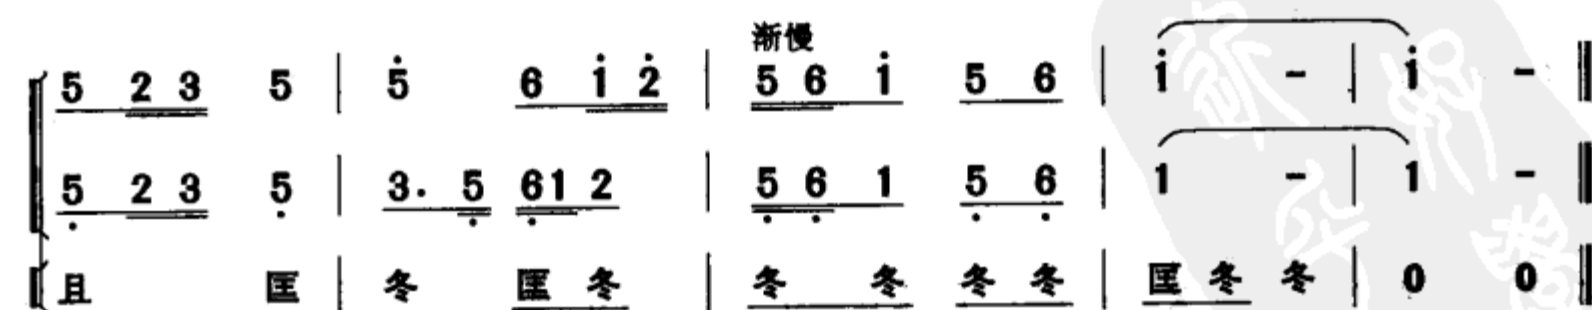 渐慢
5 2 3 5 | 5̇ 6 1̇ 2̇ | 5 6 1̇ 5 6 | 1̇ - | 1̇ - ‖
5̣ 2 3 5̣ | 3. 5̣ 6̣ 1 2 | 5̣ 6̣ 1 5̣ 6̣ | 1 - | 1 - ‖
且 匡 | 冬 匡 冬 | 冬 冬 冬 冬 | 匡 冬 冬 | 0 0 ‖